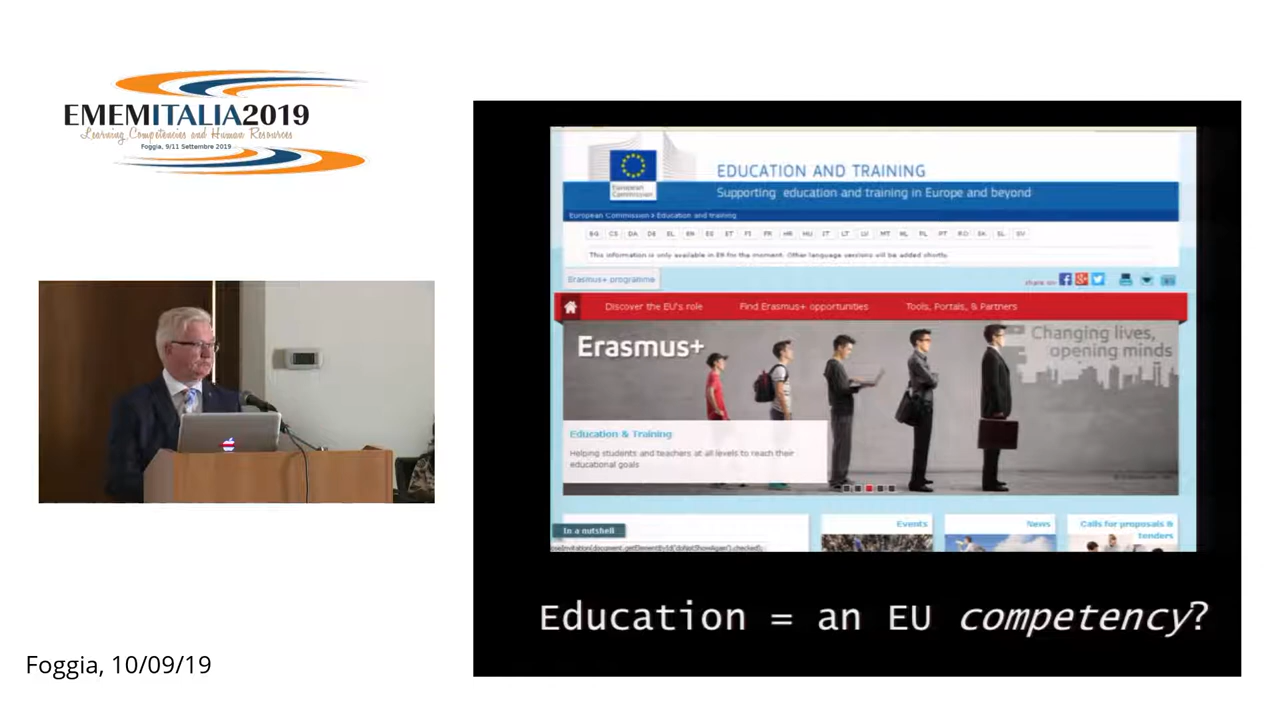 EMEMITALIA2019
Learning, Competencies and Human Resources
Foggia, 9/11 Settembre 2019
European
Commission
EDUCATION AND TRAINING
Supporting education and training in Europe and beyond
European Commission > Education and training
BG CS DA DE EL EN ES ET FI FR HR HU IT LT LV MT NL PL PT RO SK SL SV
This information is only available in EN for the moment. Other language versions will be added shortly.
Erasmus+ programme
share on
Discover the EU's role
Find Erasmus+ opportunities
Tools, Portals, & Partners
Erasmus+
Changing lives,
opening minds
Education & Training
Helping students and teachers at all levels to reach their
educational goals
In a nutshell
Events
News
Calls for proposals &
tenders
Education = an EU competency?
Foggia, 10/09/19